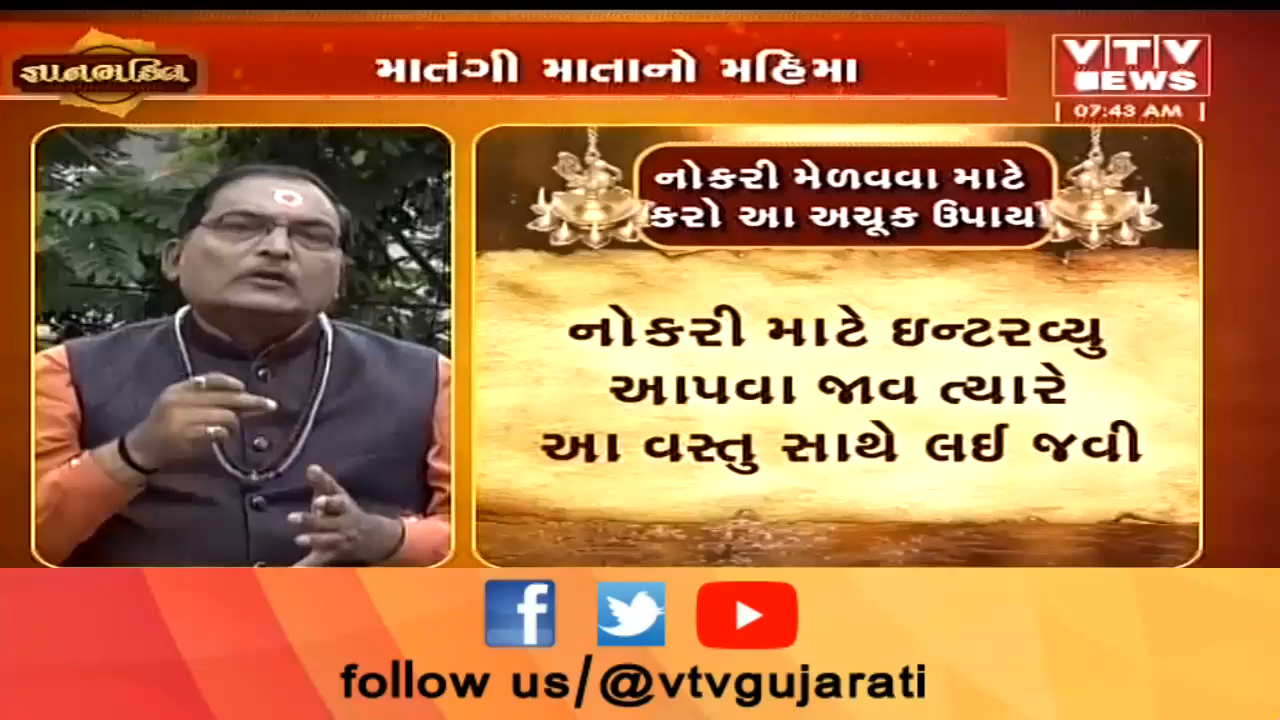 જ્ઞાનભક્તિ
માતંગી માતાનો મહિમા
VTV
NEWS
07:43 AM
નોકરી મેળવવા માટે
કરો આ અચૂક ઉપાય
નોકરી માટે ઇન્ટરવ્યુ
આપવા જાવ ત્યારે
આ વસ્તુ સાથે લઈ જવી
f
follow us/@vtvgujarati